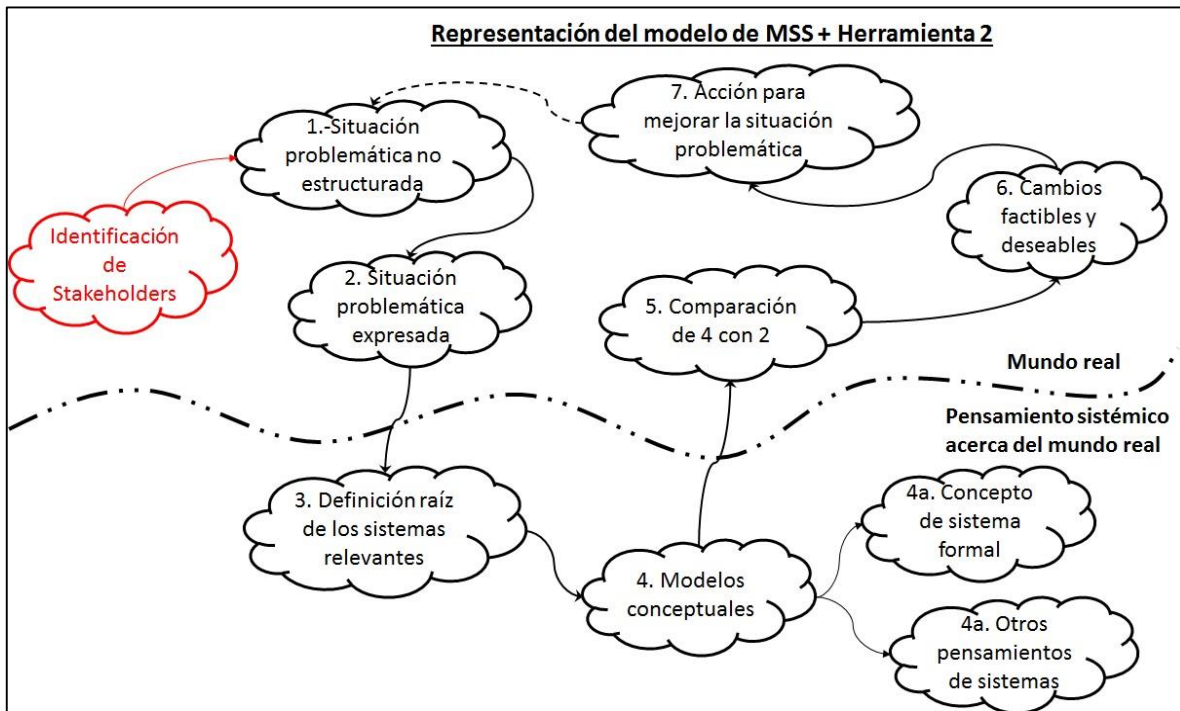 Representación del modelo de MSS + Herramienta 2
1.-Situación
problemática no
estructurada
7. Acción para
mejorar la situación
problemática
6. Cambios
factibles y
deseables
Identificación
de
Stakeholders
2. Situación
problemática
expresada
5. Comparación
de 4 con 2
Mundo real
Pensamiento sistémico
acerca del mundo real
3. Definición raíz
de los sistemas
relevantes
4. Modelos
conceptuales
4a. Concepto
de sistema
formal
4a. Otros
pensamientos
de sistemas